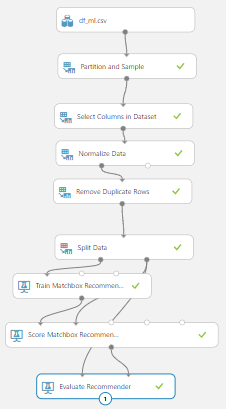 df_ml.csv
Partition and Sample
Select Columns in Dataset
Normalize Data
Remove Duplicate Rows
Split Data
Train Matchbox Recommen...
Score Matchbox Recommen...
Evaluate Recommender
1